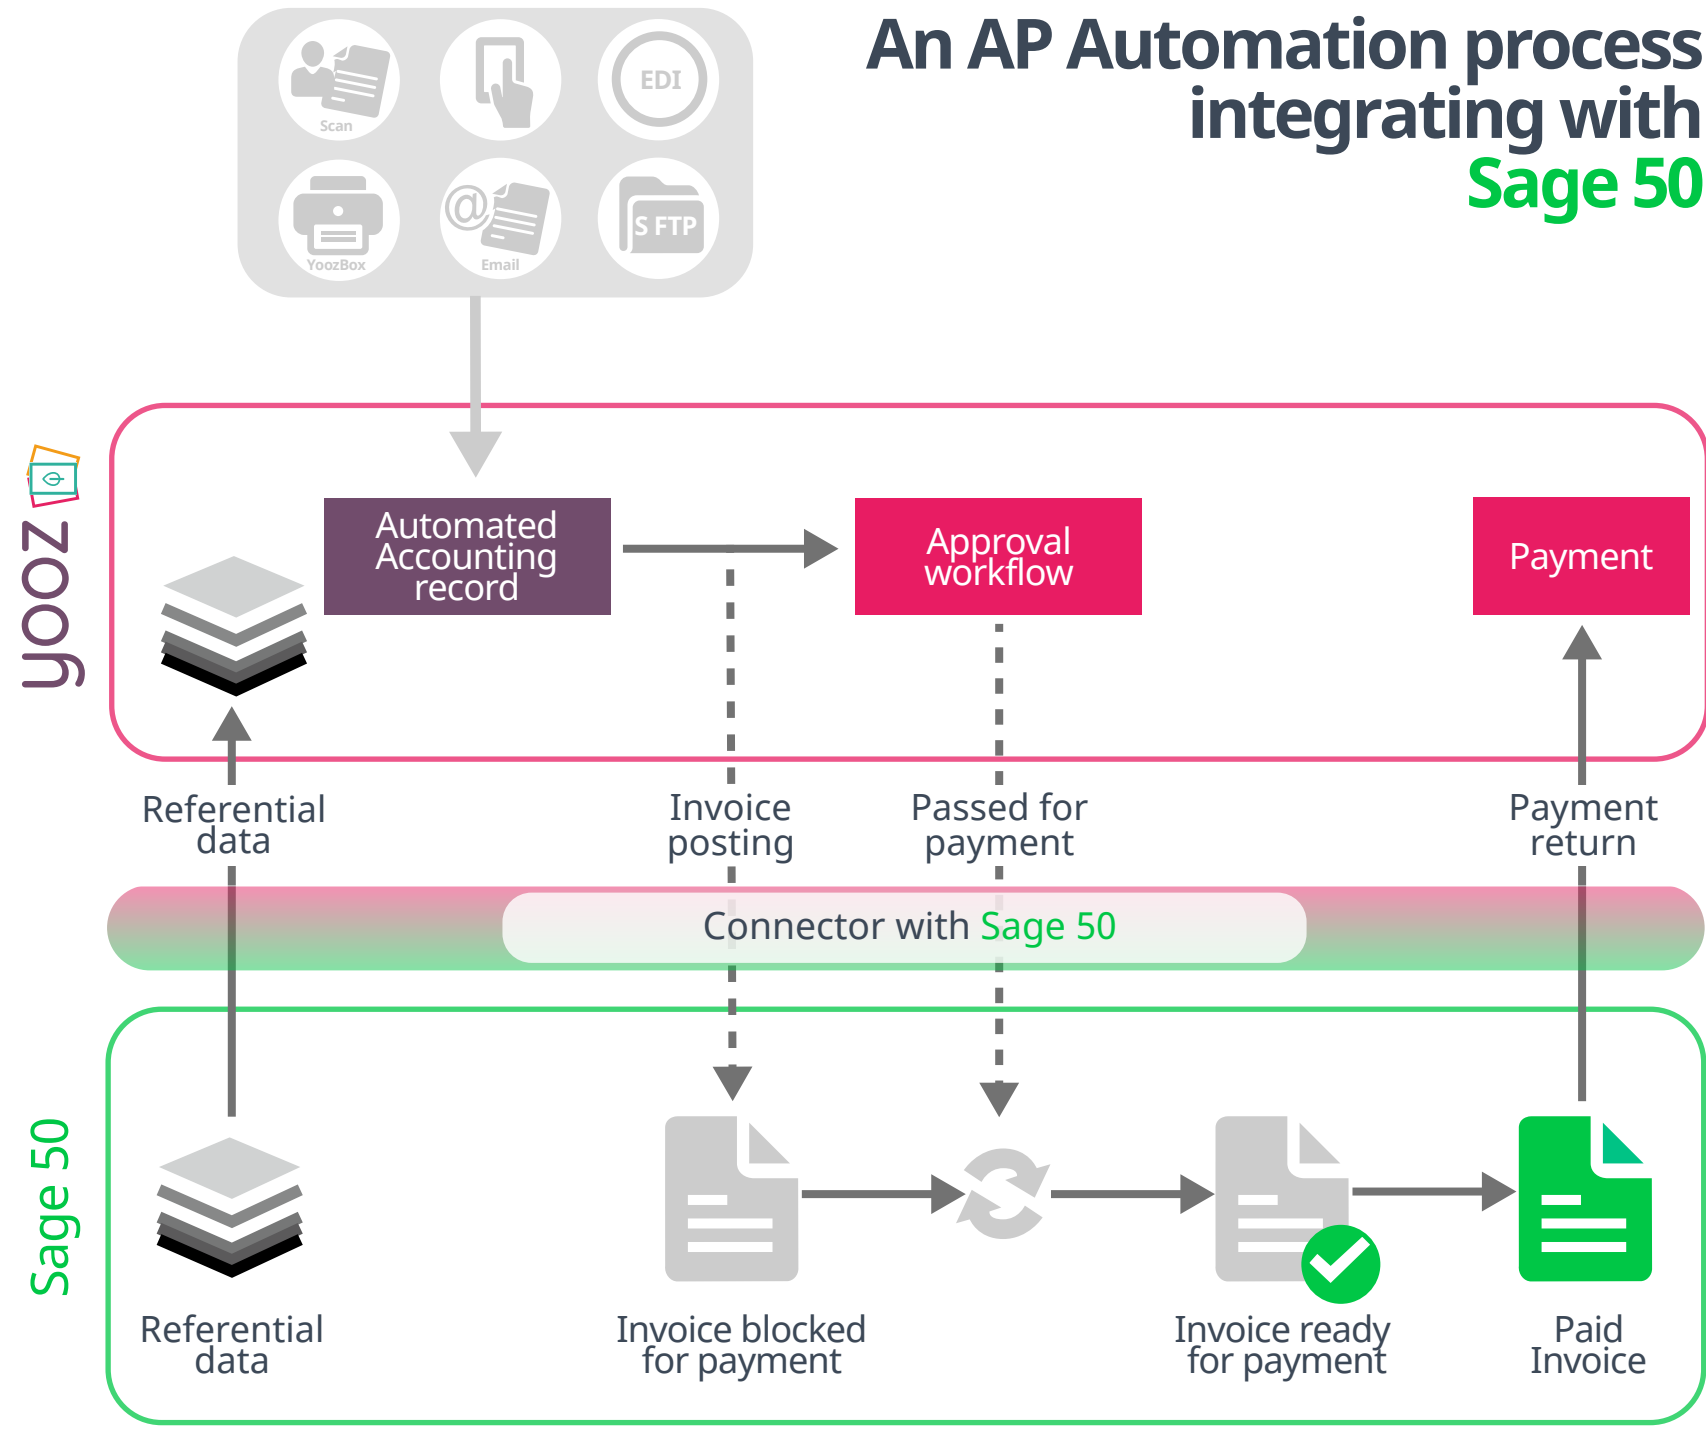 An AP Automation process
integrating with
Sage 50
Scan
EDI
YoozBox
@
Email
S FTP
yooz
Automated
Accounting
record
Approval
workflow
Payment
Referential
data
Invoice
posting
Passed for
payment
Payment
return
Connector with Sage 50
Sage 50
Referential
data
Invoice blocked
for payment
Invoice ready
for payment
Paid
Invoice